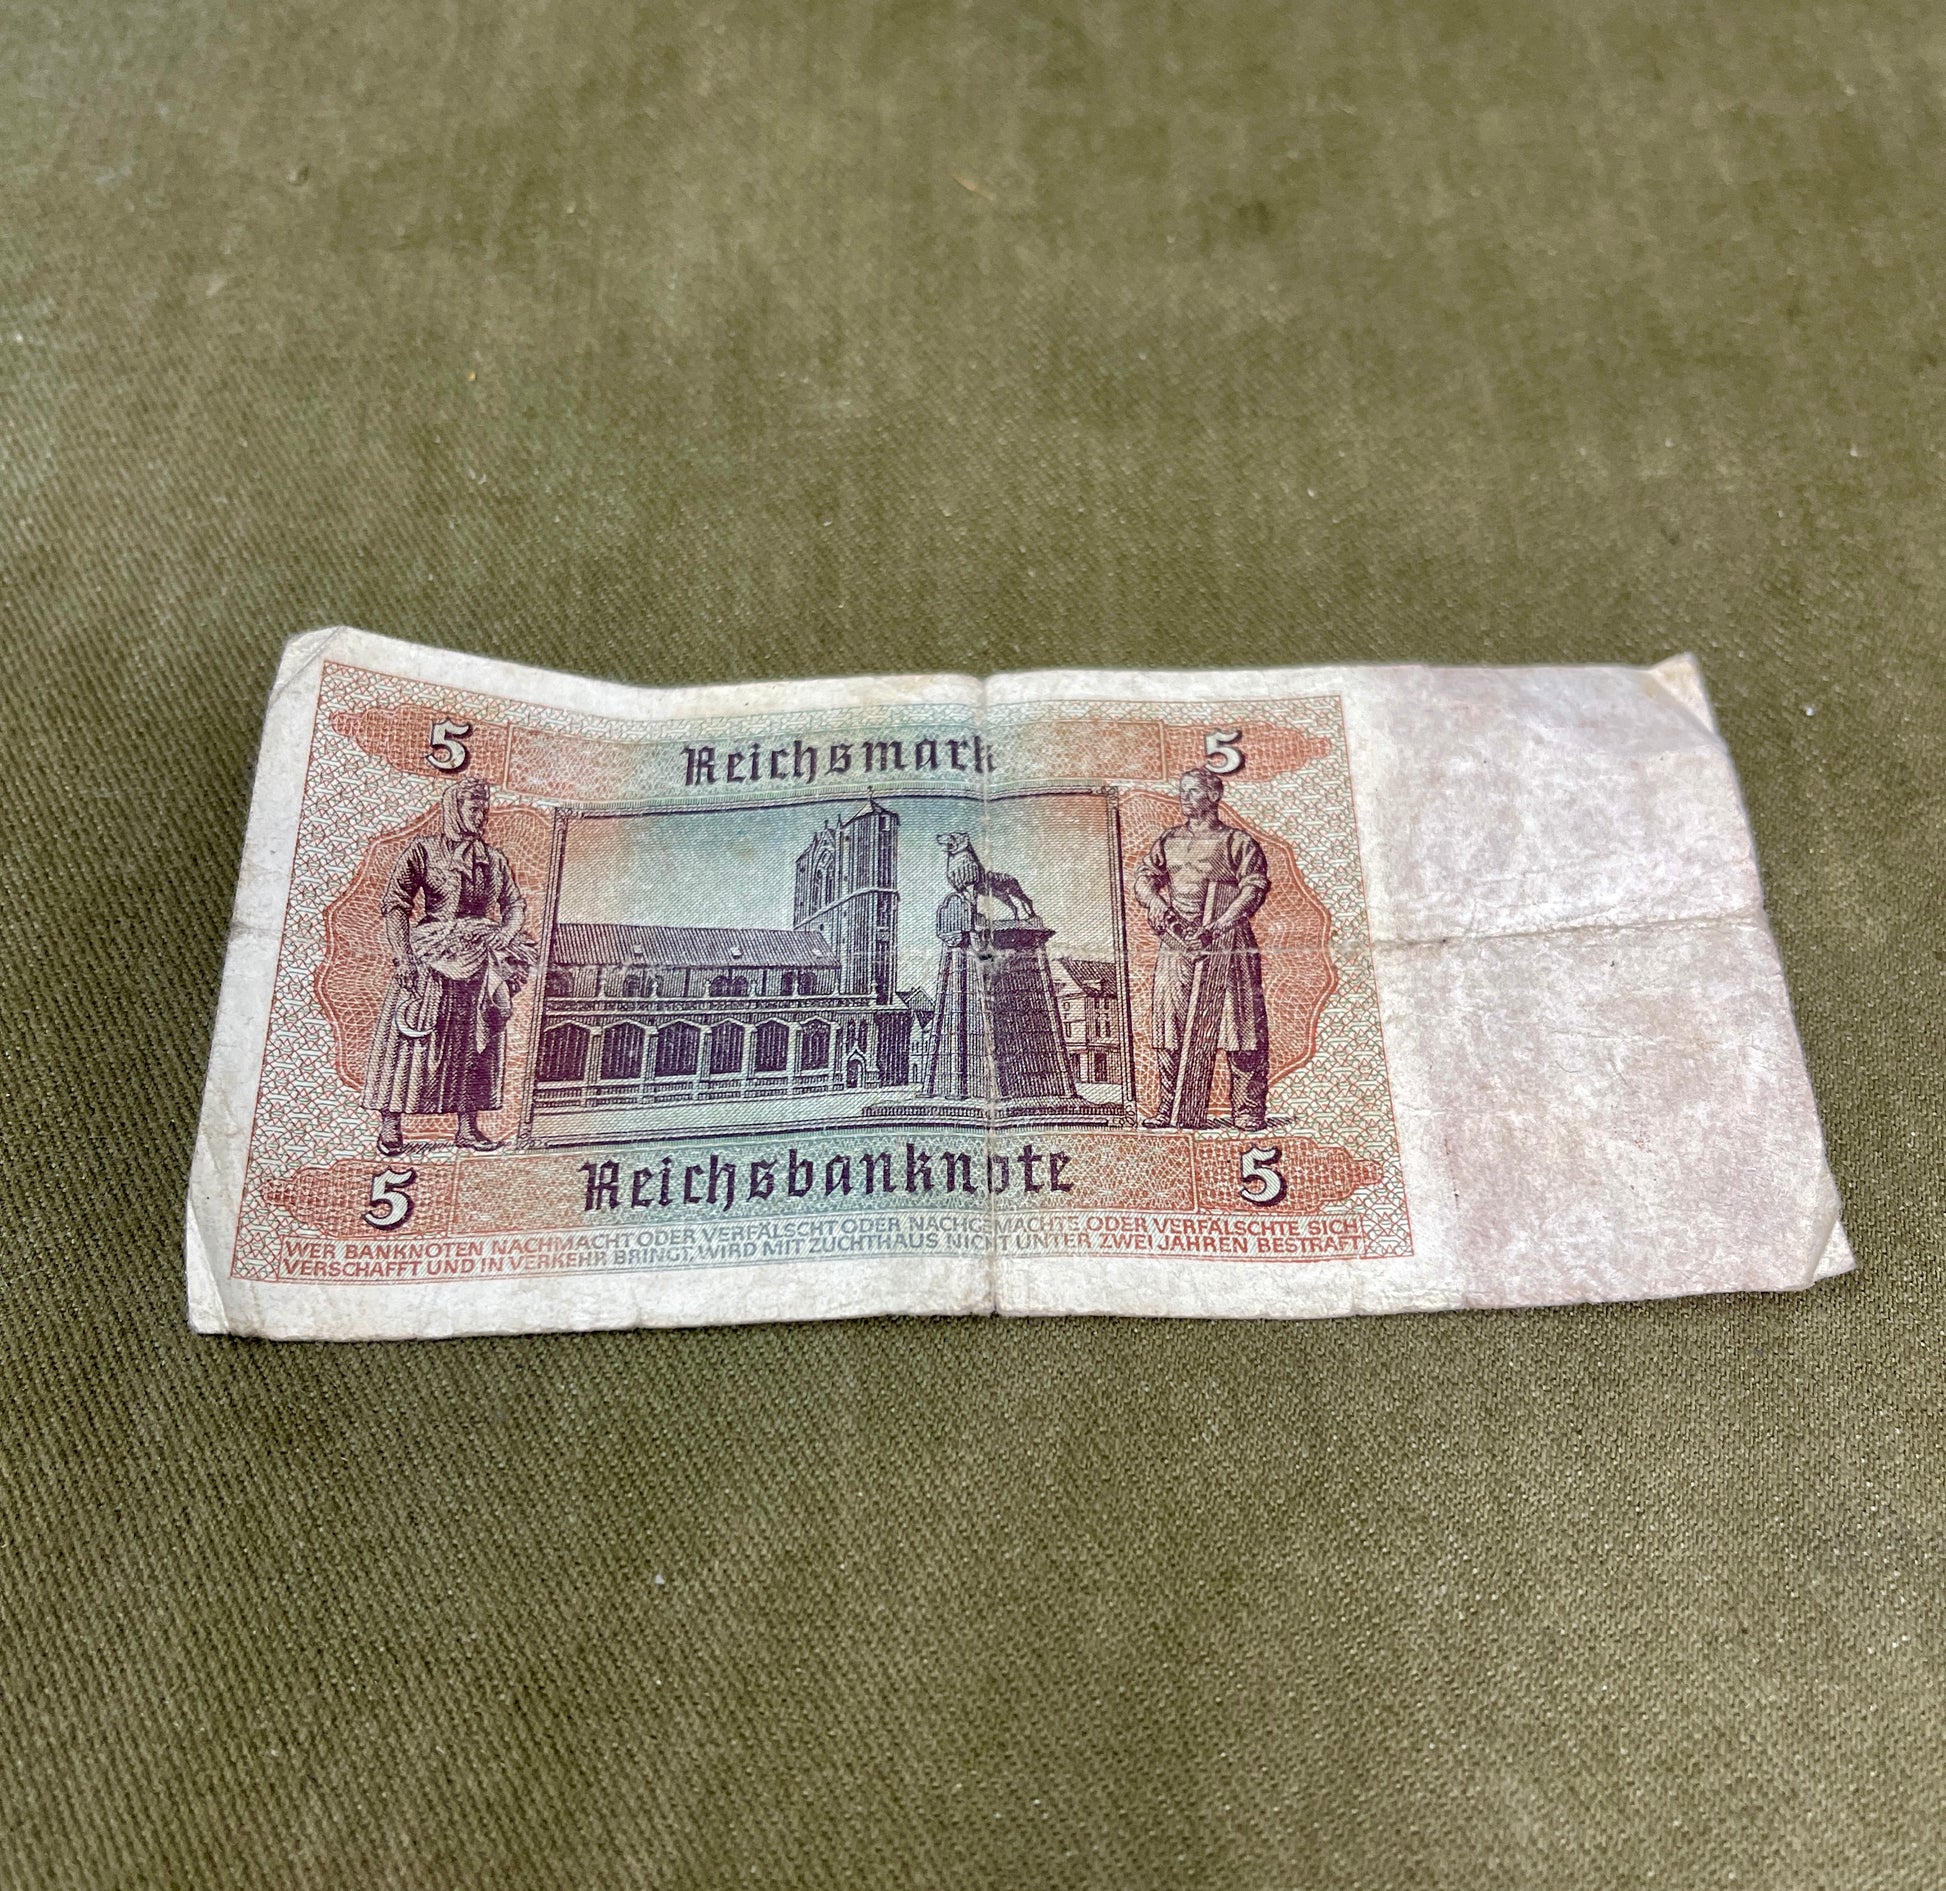 5 Reichsmark 5
5 Reichsbanknote 5
WER BANKNOTEN NACHMACHT ODER VERFÄLSCHT ODER NACHGEMACHTE ODER VERFÄLSCHTE SICH
VERSCHAFFT UND IN VERKEHR BRINGT, WIRD MIT ZUCHTHAUS NICHT UNTER ZWEI JAHREN BESTRAFT